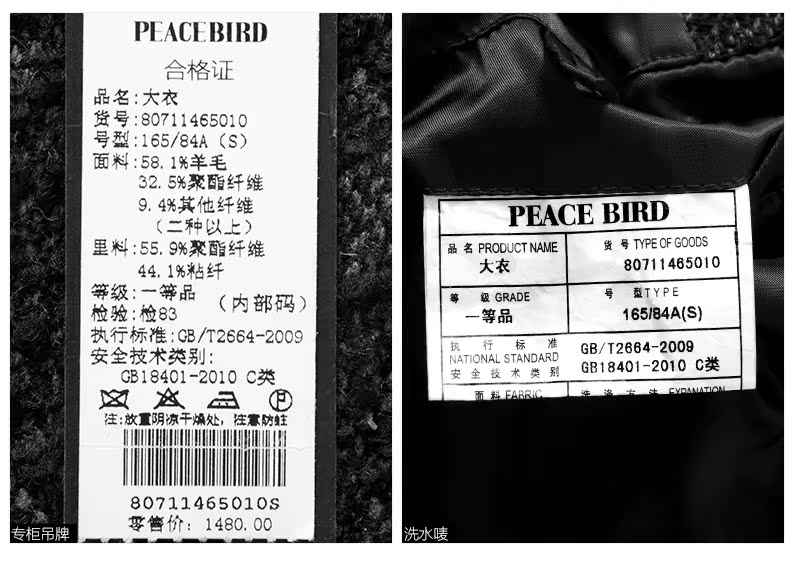 PEACEBIRD
合格证
品名:大衣
货号:80711465010
号型:165/84A(S)
面料:58.1%羊毛
32.5%聚酯纤维
9.4%其他纤维
(二种以上)
里料:55.9%聚酯纤维
44.1%粘纤
等级:一等品
(内部码)
检验:检83
执行标准:GB/T2664-2009
安全技术类别:
GB18401-2010 C类
P
注:放置阴凉干燥处,注意防蛀
80711465010S
零售价: 1480.00
专柜吊牌
PEACE BIRD
品 名 PRODUCT NAME
大衣
货 号 TYPE OF GOODS
80711465010
等 级 GRADE
一等品
号 型 TYPE
165/84A(S)
执 行 标 准
NATIONAL STANDARD
安 全 技 术 类 别
GB/T2664-2009
GB18401-2010 C类
面 料 FABRIC
洗 涤 方 法 EXPANATION
洗水唛